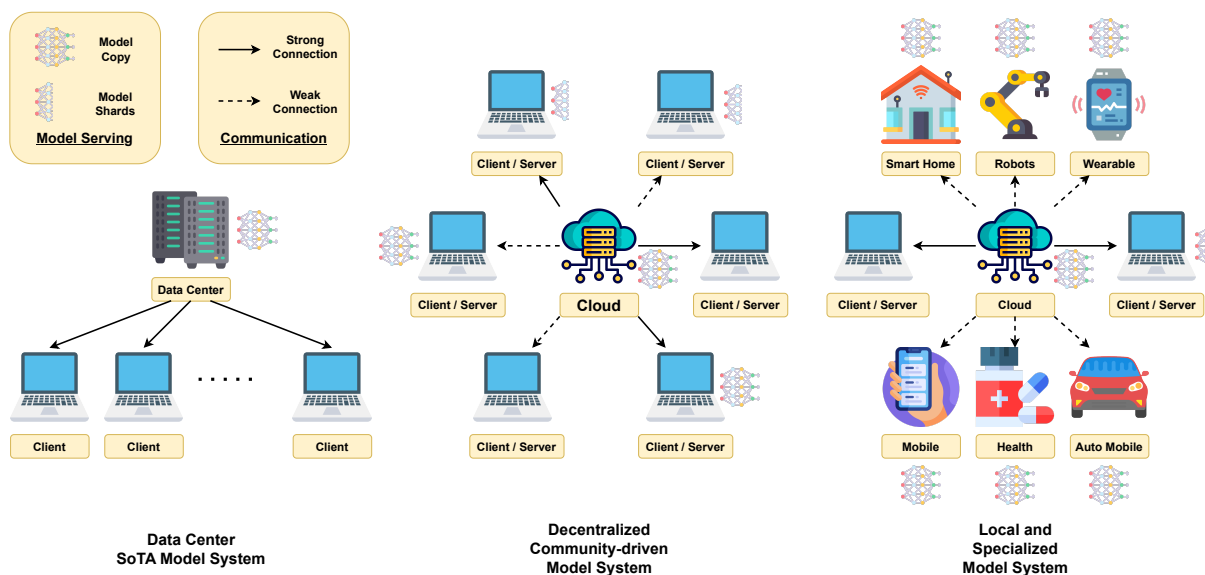 Model
Copy
Model
Shards
Model Serving
Strong
Connection
Weak
Connection
Communication
Data Center
Client
Client
. . . . .
Client
Data Center
SoTA Model System
Client / Server
Client / Server
Client / Server
Client / Server
Cloud
Client / Server
Client / Server
Decentralized
Community-driven
Model System
Smart Home
Robots
Wearable
Client / Server
Cloud
Client / Server
Mobile
Health
Auto Mobile
Local and
Specialized
Model System